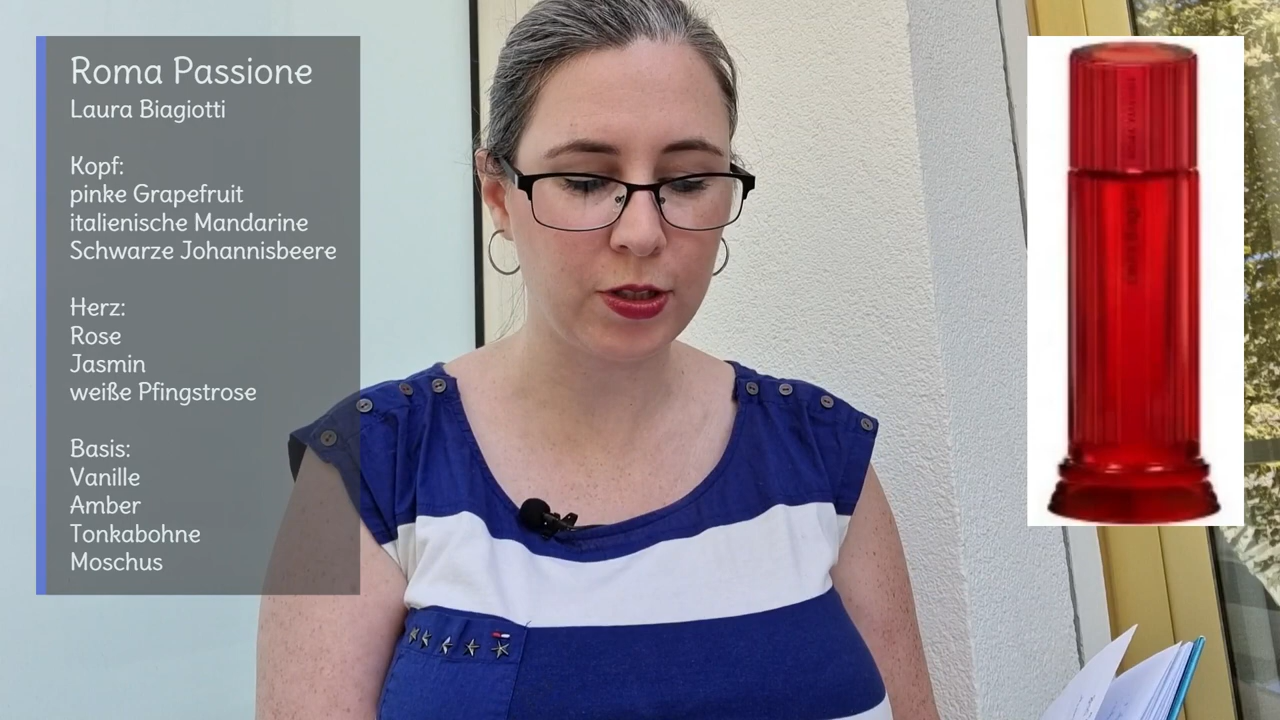 Roma Passione
Laura Biagiotti
Kopf:
pinke Grapefruit
italienische Mandarine
Schwarze Johannisbeere
Herz:
Rose
Jasmin
weiße Pfingstrose
Basis:
Vanille
Amber
Tonkabohne
Moschus